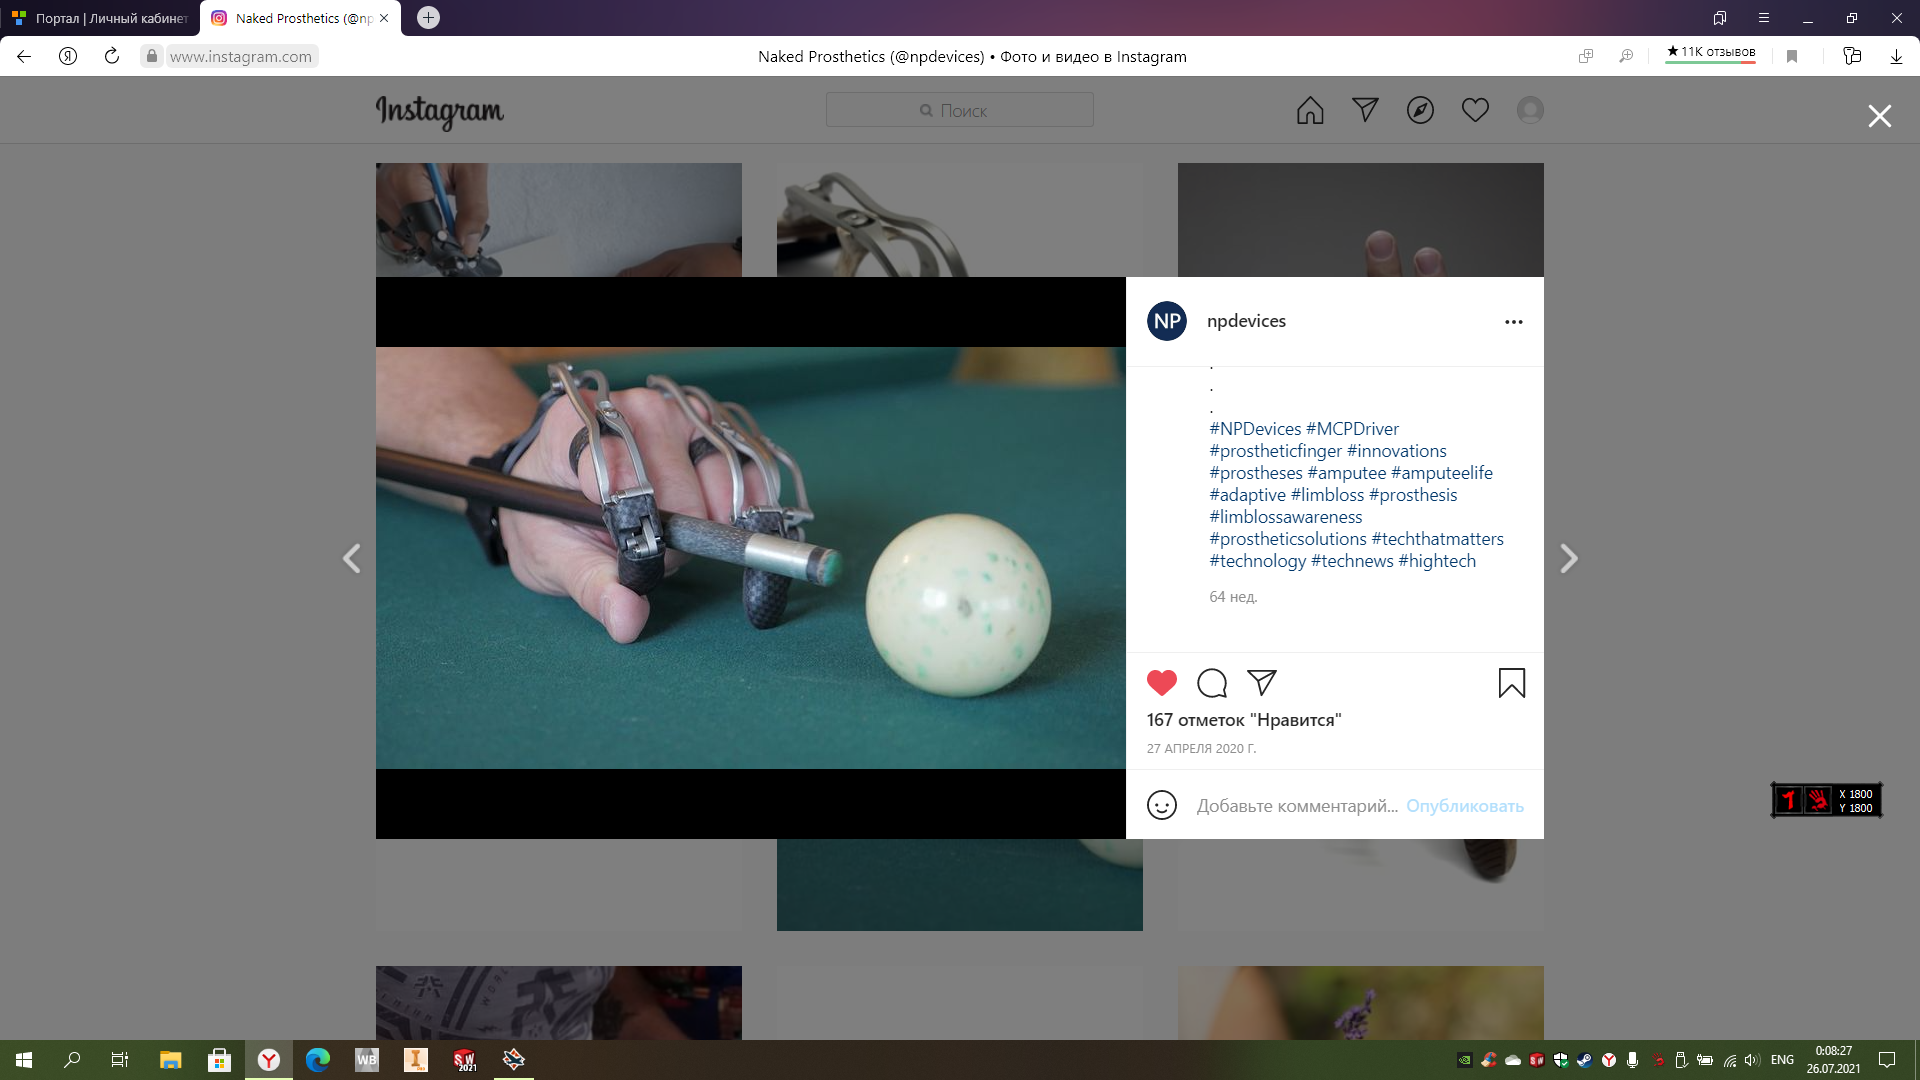 Портал | Личный кабинет
Naked Prosthetics (@np
www.instagram.com
Naked Prosthetics (@npdevices) • Фото и видео в Instagram
★ 11K отзывов
Instagram
Поиск
NP
npdevices
.
.
.
#NPDevices #MCPDriver
#prostheticfinger #innovations
#prostheses #amputee #amputeelife
#adaptive #limbloss #prosthesis
#limblossawareness
#prostheticsolutions #techthatmatters
#technology #technews #hightech
64 нед.
167 отметок "Нравится"
27 АПРЕЛЯ 2020 Г.
Добавьте комментарий... Опубликовать
X 1800
Y 1800
WB
SW
2021
ENG
0:08:27
26.07.2021